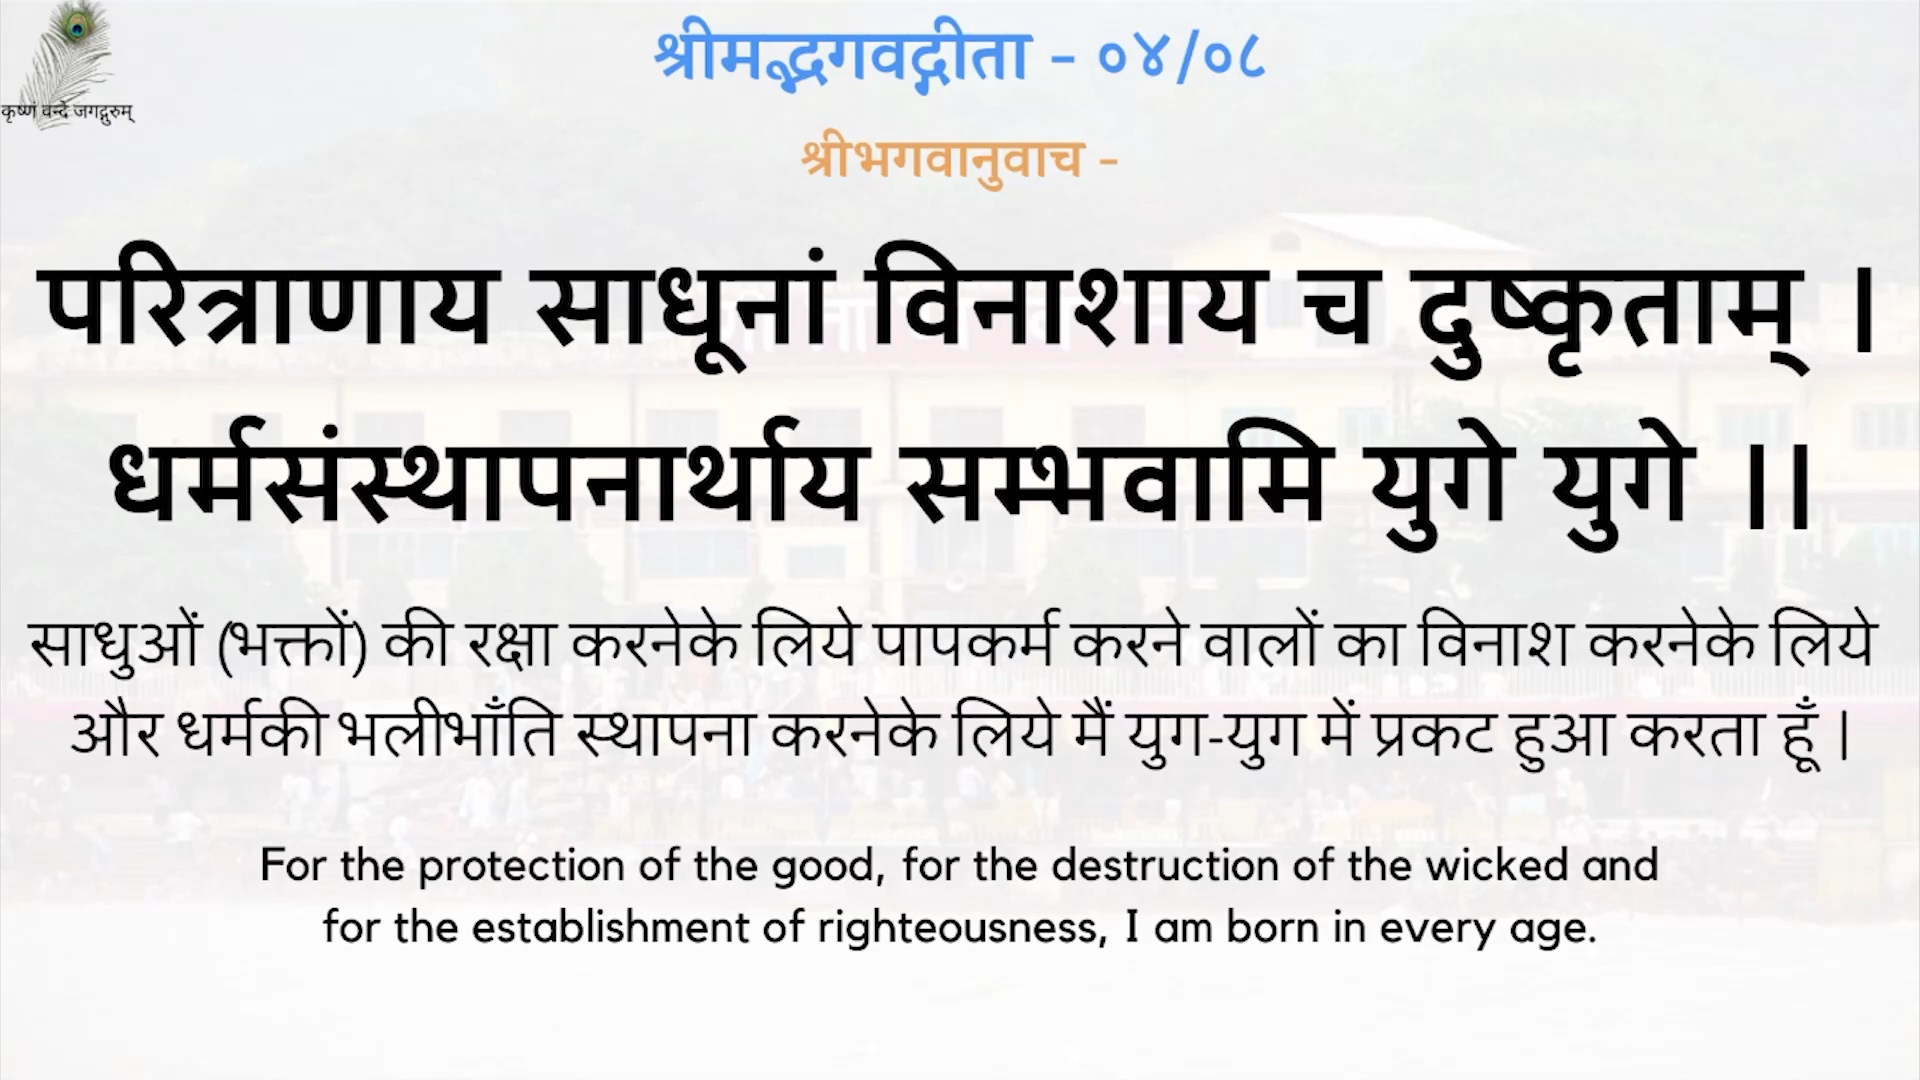 कृष्णं वन्दे जगद्गुरुम्
श्रीमद्भगवद्गीता - ०४/०८
श्रीभगवानुवाच -
परित्राणाय साधूनां विनाशाय च दुष्कृताम् |
धर्मसंस्थापनार्थाय सम्भवामि युगे युगे ||
साधुओं (भक्तों) की रक्षा करनेके लिये पापकर्म करने वालों का विनाश करनेके लिये
और धर्मकी भलीभाँति स्थापना करनेके लिये मैं युग-युग में प्रकट हुआ करता हूँ |
For the protection of the good, for the destruction of the wicked and
for the establishment of righteousness, I am born in every age.